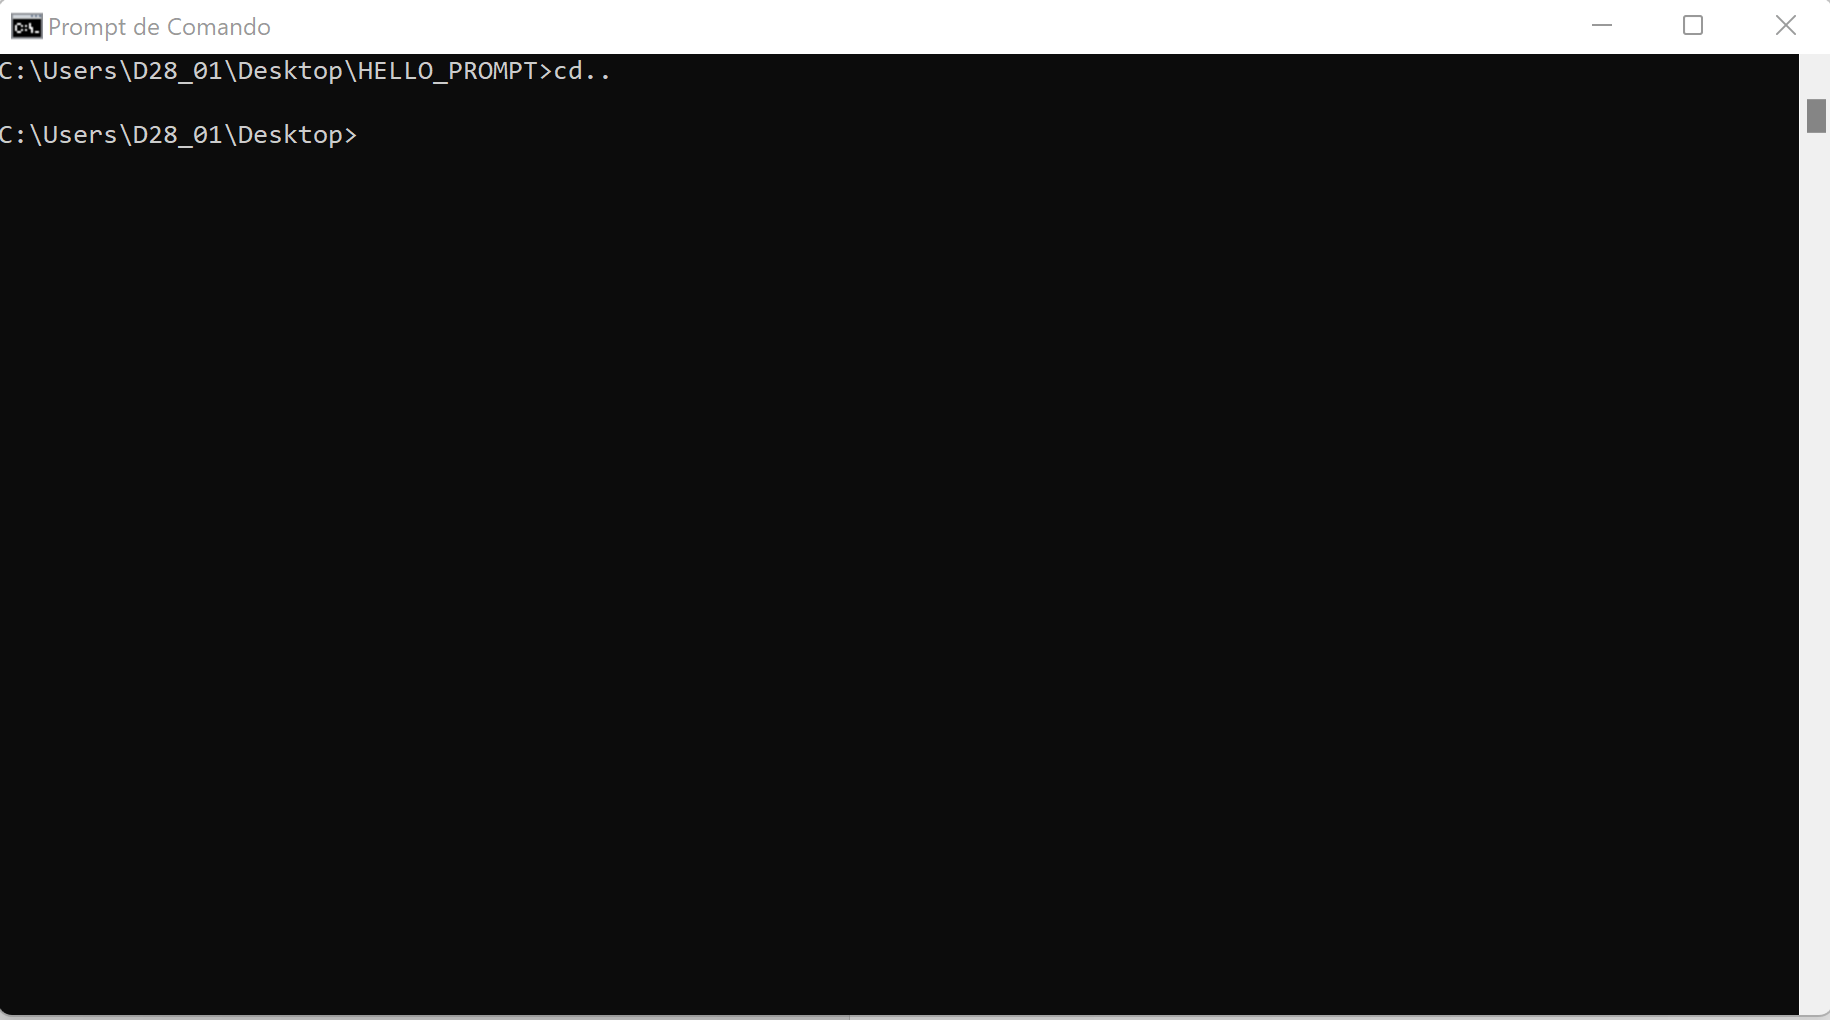 Prompt de Comando
C:\Users\D28_01\Desktop\HELLO_PROMPT>cd..
C:\Users\D28_01\Desktop>